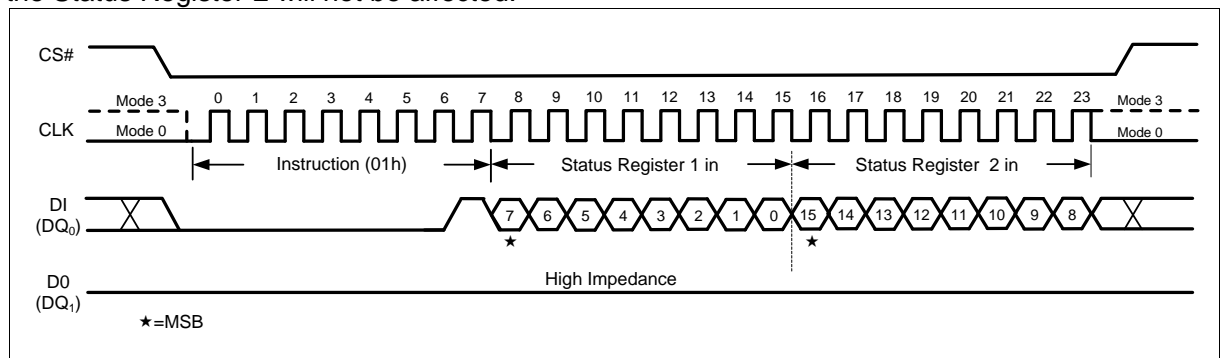 the Status Register 2 will not be affected.
CS#
Mode 3 0 1 2 3 4 5 6 7 8 9 10 11 12 13 14 15 16 17 18 19 20 21 22 23 Mode 3
CLK Mode 0 Mode 0
Instruction (01h) Status Register 1 in Status Register 2 in
DI
(DQ0) 7 6 5 4 3 2 1 0 15 14 13 12 11 10 9 8
★ ★
High Impedance
D0
(DQ1)
★=MSB